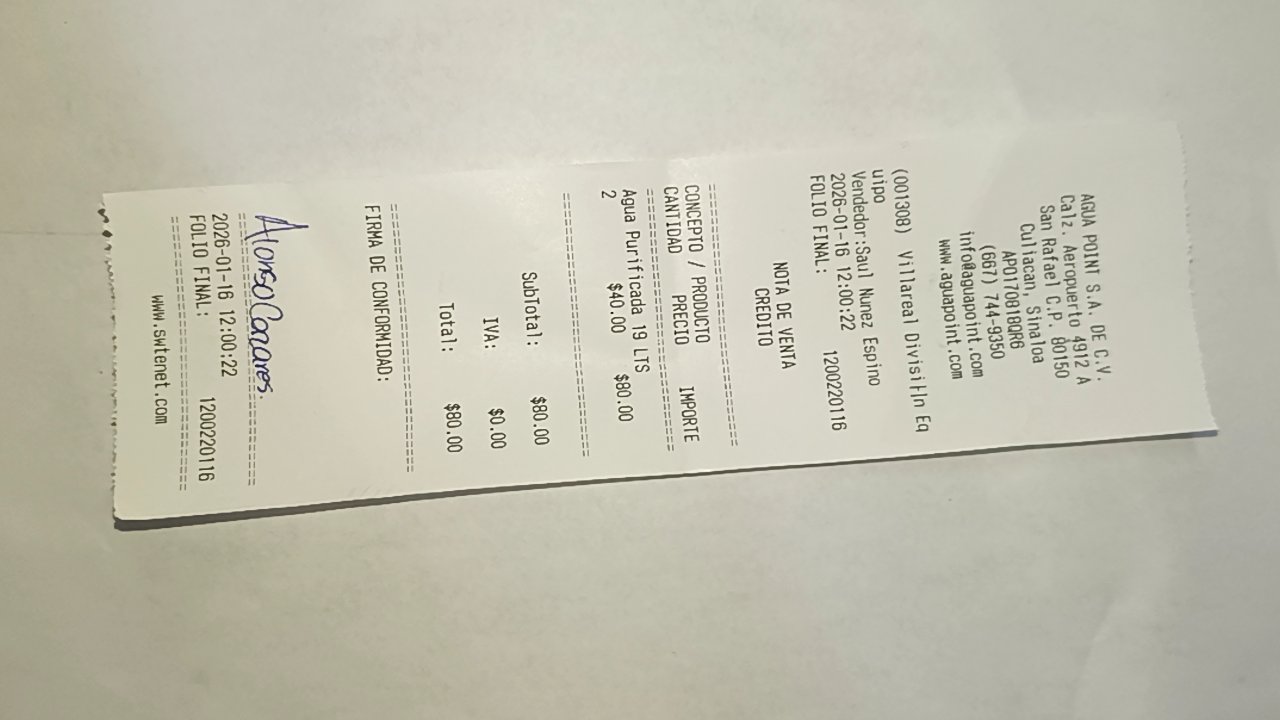 AGUA POINT S.A. DE C.V.
Calz. Aeropuerto 4912 A
San Rafael C.P. 80150
Culiacan, Sinaloa
APO170818QR6
(667) 744-9350
info@aguapoint.com
www.aguapoint.com
(001308) Villareal Divisi├│n Eq
uipo
Vendedor:Saul Nunez Espino
2026-01-16 12:00:22
FOLIO FINAL: 1200220116
NOTA DE VENTA
CREDITO
==============================
CONCEPTO / PRODUCTO
CANTIDAD PRECIO IMPORTE
==============================
Agua Purificada 19 LTS
2 $40.00 $80.00
==============================
SubTotal: $80.00
IVA: $0.00
Total: $80.00
==============================
FIRMA DE CONFORMIDAD:
Alonso Canares.
==============================
2026-01-16 12:00:22
FOLIO FINAL: 1200220116
==============================
www.swtenet.com